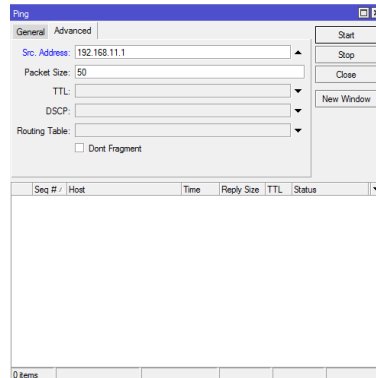 Ping
General Advanced
Start
Src. Address: 192.168.11.1
Stop
Packet Size: 50
Close
TTL:
New Window
DSCP:
Routing Table:
Dont Fragment
Seq # Host Time Reply Size TTL Status
0 items